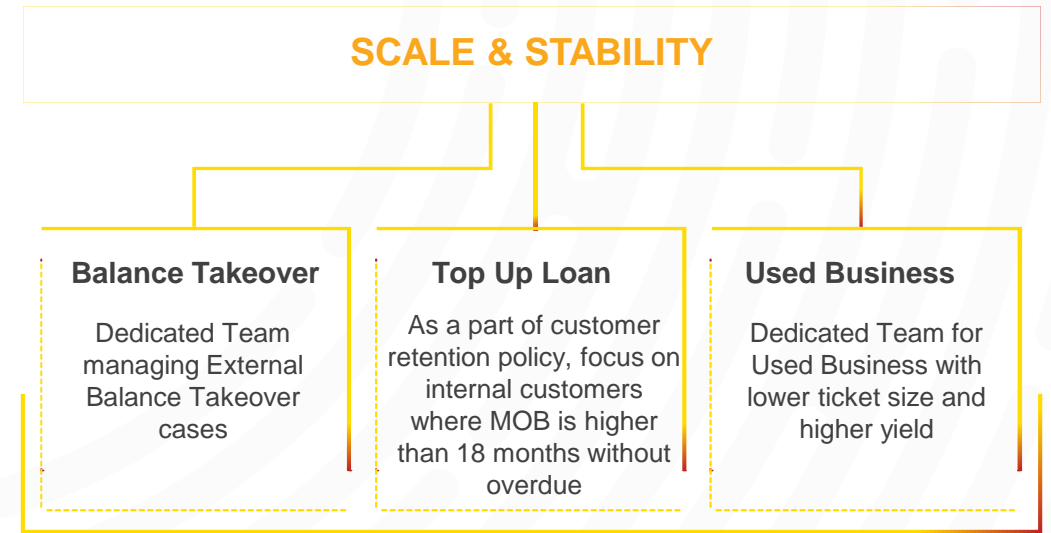 SCALE & STABILITY
Balance Takeover
Dedicated Team
managing External
Balance Takeover
cases
Top Up Loan
As a part of customer
retention policy, focus on
internal customers
where MOB is higher
than 18 months without
overdue
Used Business
Dedicated Team for
Used Business with
lower ticket size and
higher yield